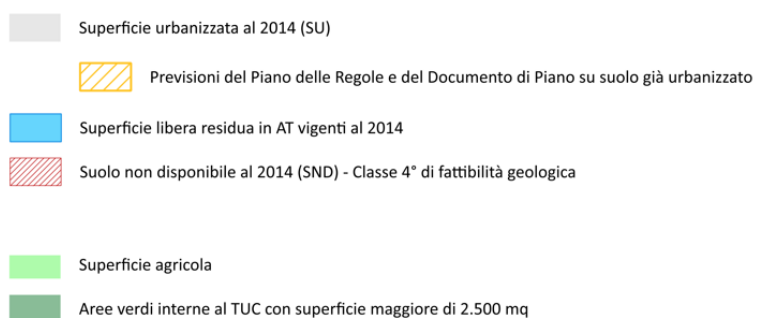 Superficie urbanizzata al 2014 (SU)
Previsioni del Piano delle Regole e del Documento di Piano su suolo già urbanizzato
Superficie libera residua in AT vigenti al 2014
Suolo non disponibile al 2014 (SND) - Classe 4° di fattibilità geologica
Superficie agricola
Aree verdi interne al TUC con superficie maggiore di 2.500 mq